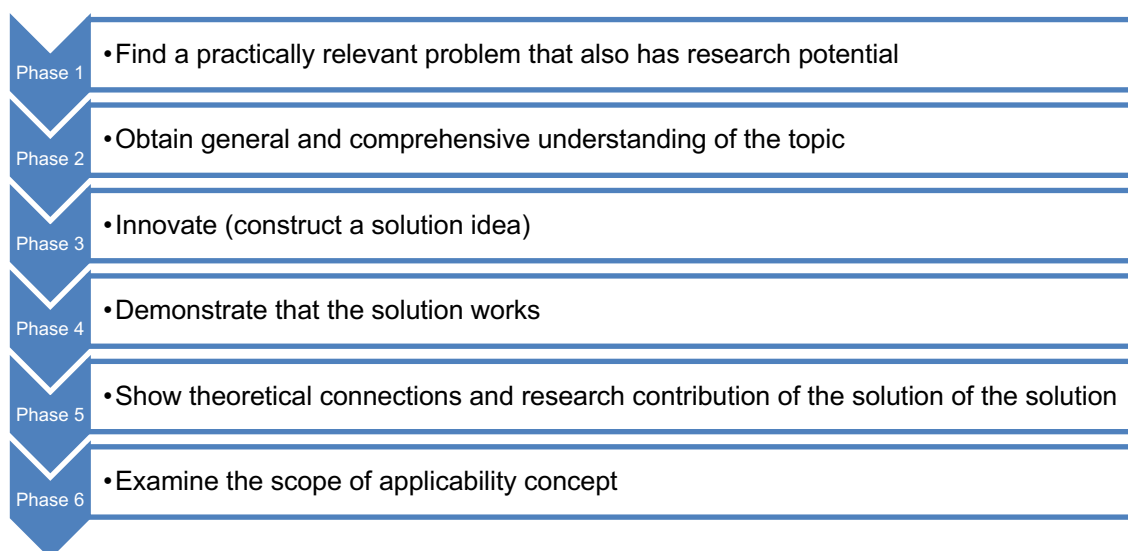 Phase 1
•Find a practically relevant problem that also has research potential
Phase 2
•Obtain general and comprehensive understanding of the topic
Phase 3
•Innovate (construct a solution idea)
Phase 4
•Demonstrate that the solution works
Phase 5
•Show theoretical connections and research contribution of the solution of the solution
Phase 6
•Examine the scope of applicability concept